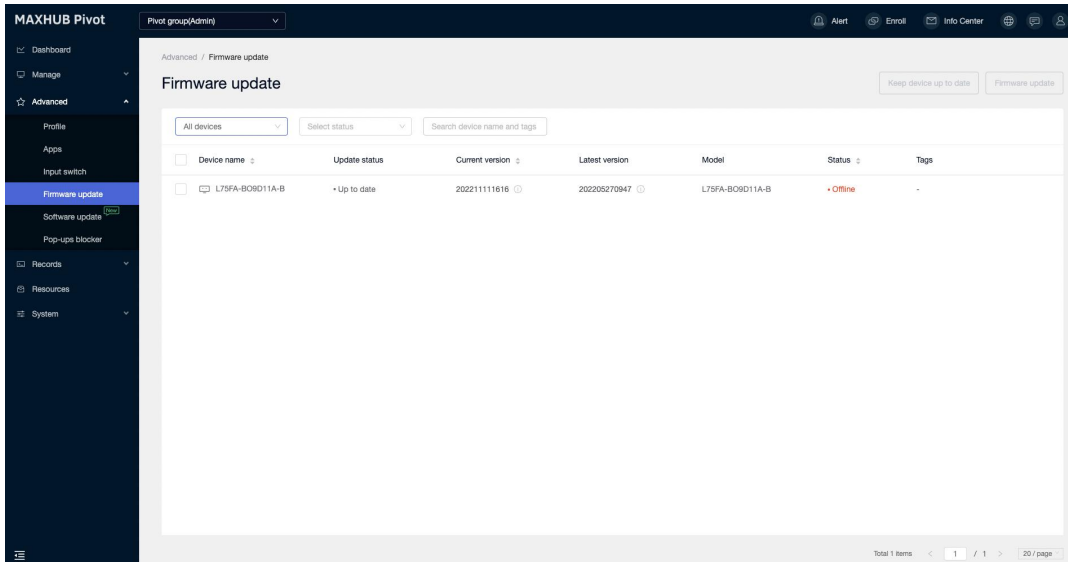 MAXHUB Pivot
Pivot group(Admin)
Alert
Enroll
Info Center
Dashboard
Manage
Advanced
Profile
Apps
Input switch
Firmware update
Software update New
Pop-ups blocker
Records
Resources
System
Advanced / Firmware update
Firmware update
Keep device up to date
Firmware update
All devices
Select status
Search device name and tags
Device name Update status Current version Latest version Model Status Tags
L75FA-BO9D11A-B • Up to date 202211111616 202205270947 L75FA-BO9D11A-B • Offline -
Total 1 items < 1 / 1 > 20 / page